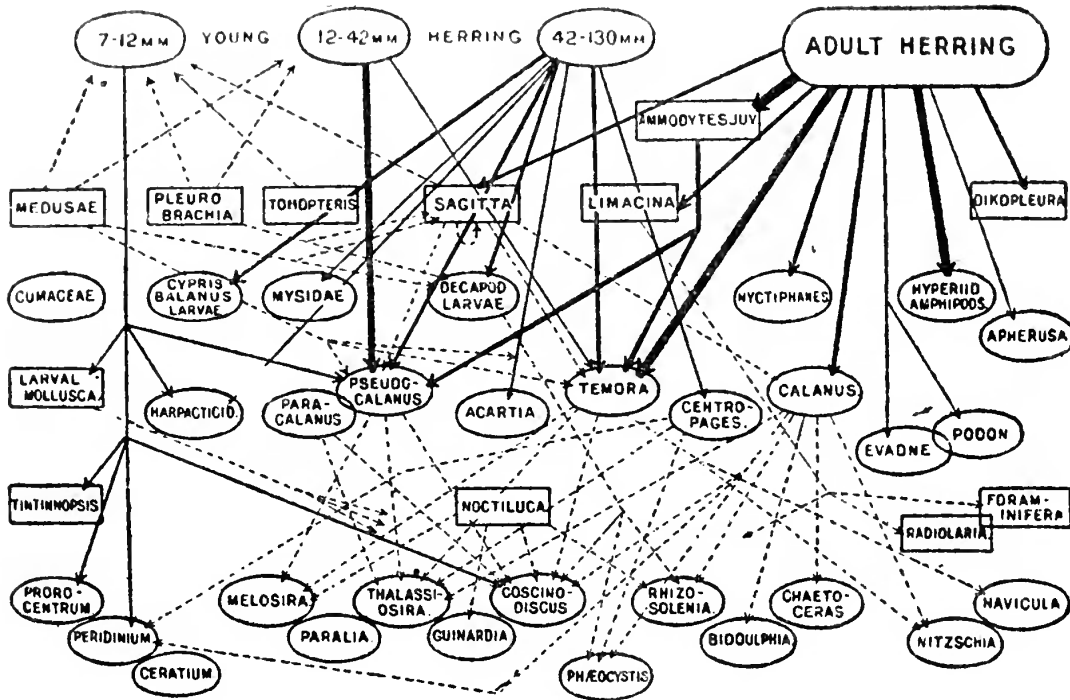 7-12MM YOUNG 12-42MM HERRING 42-130MM
ADULT HERRING
AMMODYTESJUV.
MEDUSAE
PLEURO
BRACHIA
TOMOPTERIS
SAGITTA
LIMACINA
OIKOPLEURA
CUMACEAE
CYPRIS
BALANUS
LARVAE
MYSIDAE
DECAPOD
LARVAE
NYCTIPHANES
HYPERIID
AMPHIPODS.
APHERUSA
LARVAL
MOLLUSCA
HARPACTICID.
PARA-
CALANUS
PSEUDO-
CALANUS
ACARTIA
TEMORA
CENTRO-
PAGES.
CALANUS
EVADNE
PODON
TINTINNOPSIS
NOCTILUCA
RADIOLARIA
FORAM-
INIFERA
PRORO-
CENTRUM
PERIDINIUM
CERATIUM
MELOSIRA
PARALIA
THALASSI-
OSIRA.
GUINARDIA
COSCINO-
DISCUS
PHÆOCYSTIS
RHIZO-
SOLENIA.
BIDDULPHIA
CHAETO-
CERAS
NITZSCHIA
NAVICULA